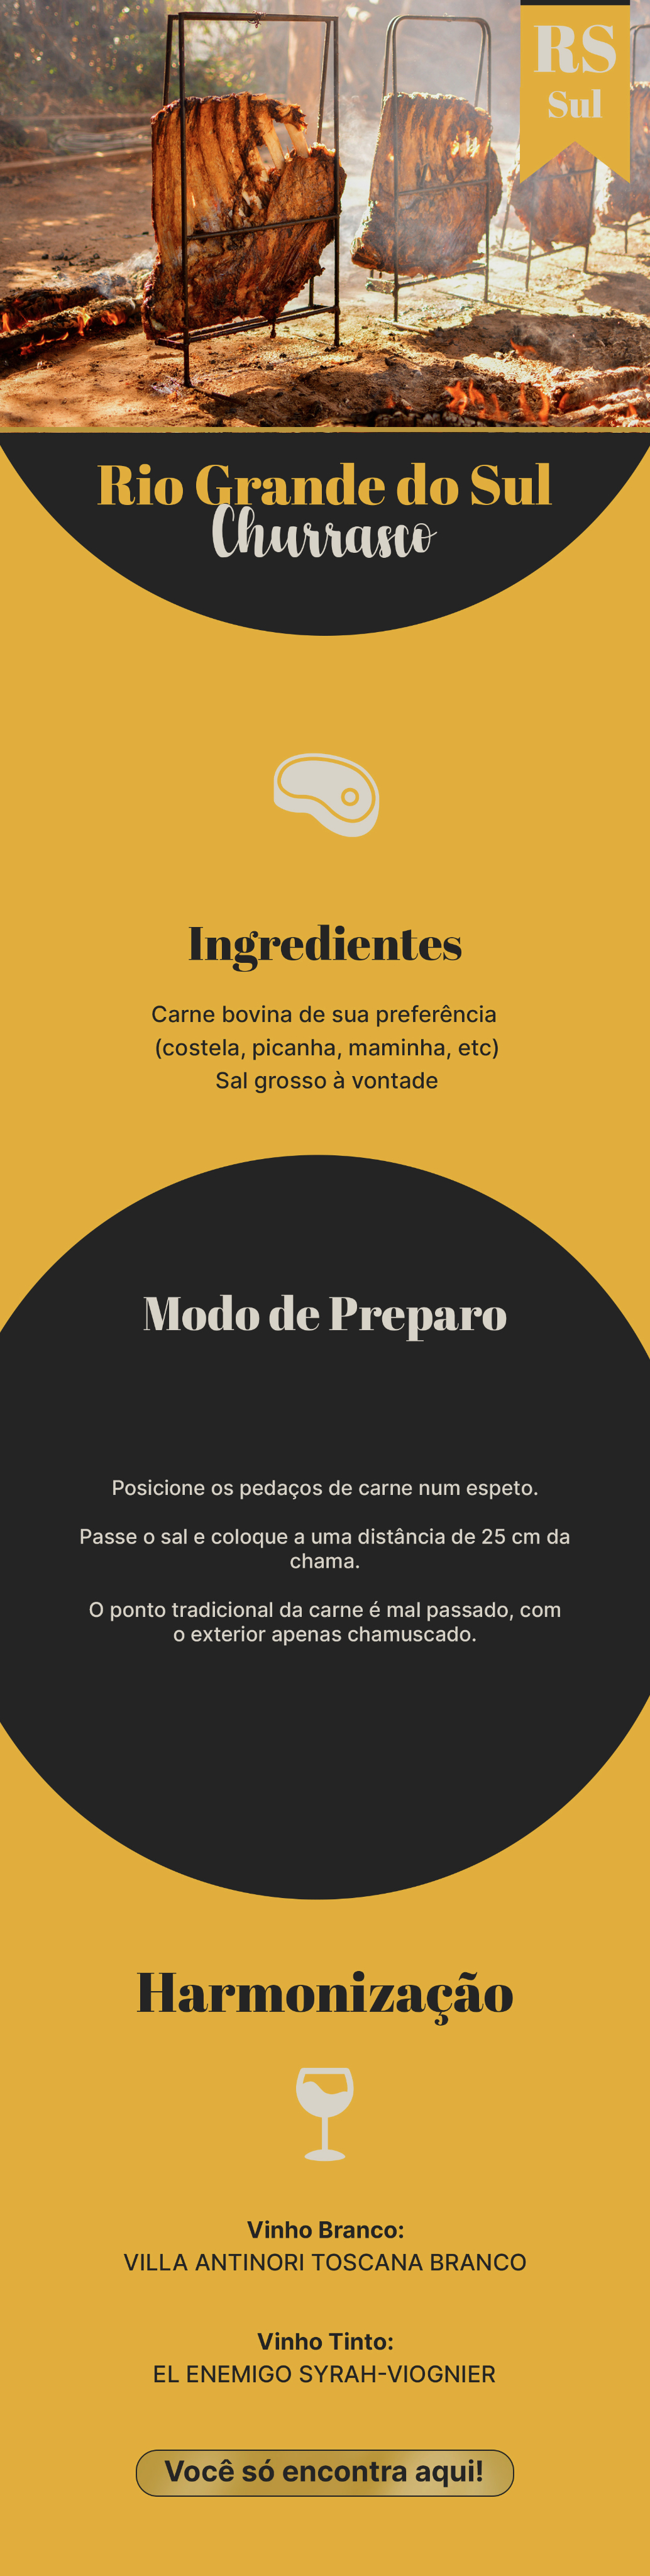 RS
Sul
Rio Grande do Sul
Churrasco
Ingredientes
Carne bovina de sua preferência
(costela, picanha, maminha, etc)
Sal grosso à vontade
Modo de Preparo
Posicione os pedaços de carne num espeto.
Passe o sal e coloque a uma distância de 25 cm da
chama.
O ponto tradicional da carne é mal passado, com
o exterior apenas chamuscado.
Harmonização
Vinho Branco:
VILLA ANTINORI TOSCANA BRANCO
Vinho Tinto:
EL ENEMIGO SYRAH-VIOGNIER
Você só encontra aqui!